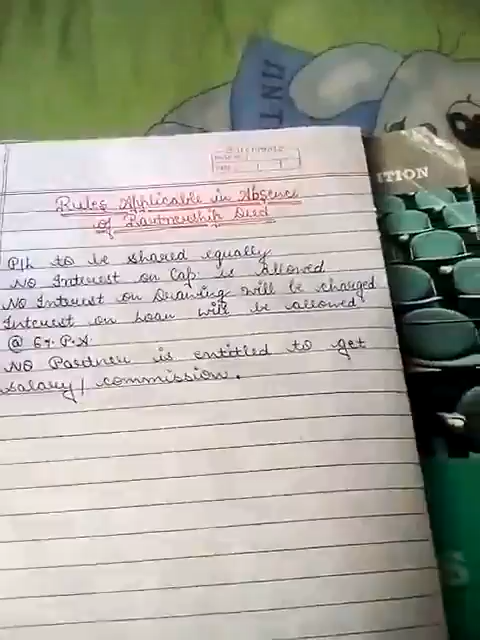 Rules Applicable in Absence
of Partnership Deed
P/L to be shared equally
NO Interest on Cap. is allowed
NO Interest on Drawing will be charged
Interest on Loan will be allowed
@ 6% P.A.
NO Partner is entitled to get
salary/commission.
ITION